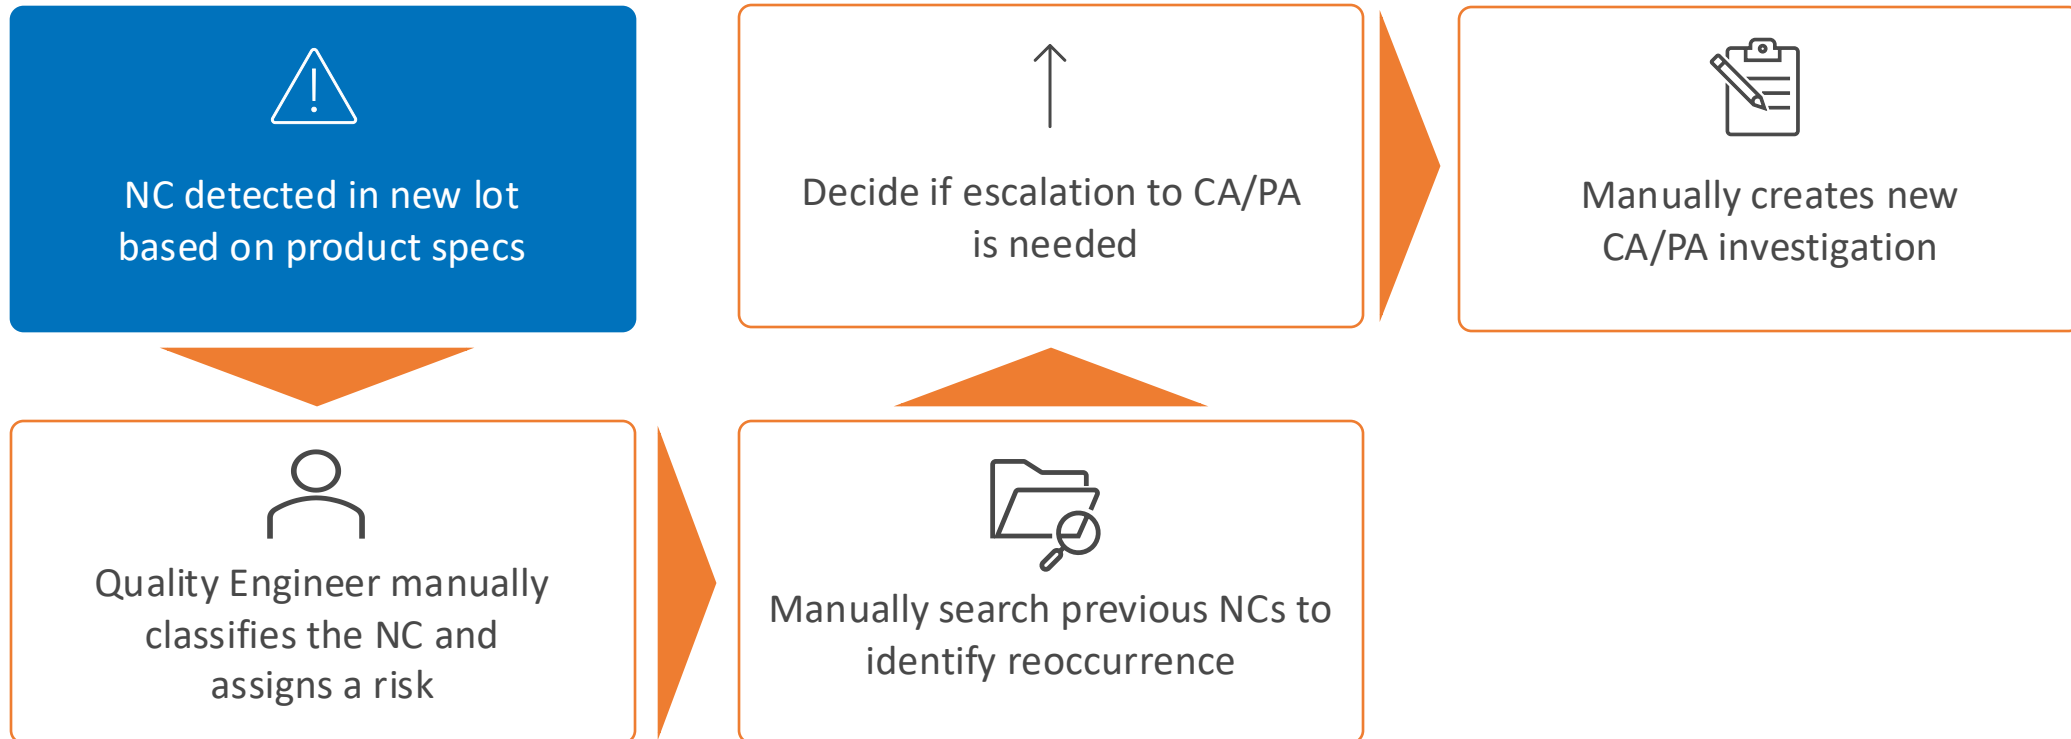 NC detected in new lot
based on product specs
Quality Engineer manually
classifies the NC and
assigns a risk
Manually search previous NCs to
identify reoccurrence
Decide if escalation to CA/PA
is needed
Manually creates new
CA/PA investigation